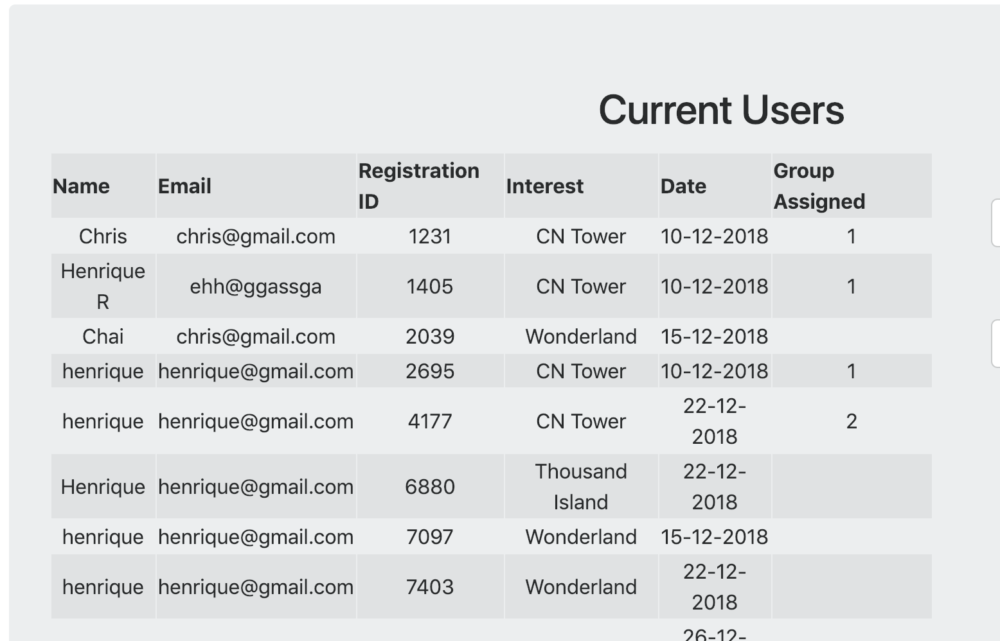 Current Users
Name Email Registration ID Interest Date Group Assigned
Chris chris@gmail.com 1231 CN Tower 10-12-2018 1
Henrique R ehh@ggassga 1405 CN Tower 10-12-2018 1
Chai chris@gmail.com 2039 Wonderland 15-12-2018
henrique henrique@gmail.com 2695 CN Tower 10-12-2018 1
henrique henrique@gmail.com 4177 CN Tower 22-12-2018 2
Henrique henrique@gmail.com 6880 Thousand Island 22-12-2018
henrique henrique@gmail.com 7097 Wonderland 15-12-2018
henrique henrique@gmail.com 7403 Wonderland 22-12-2018
26-12-